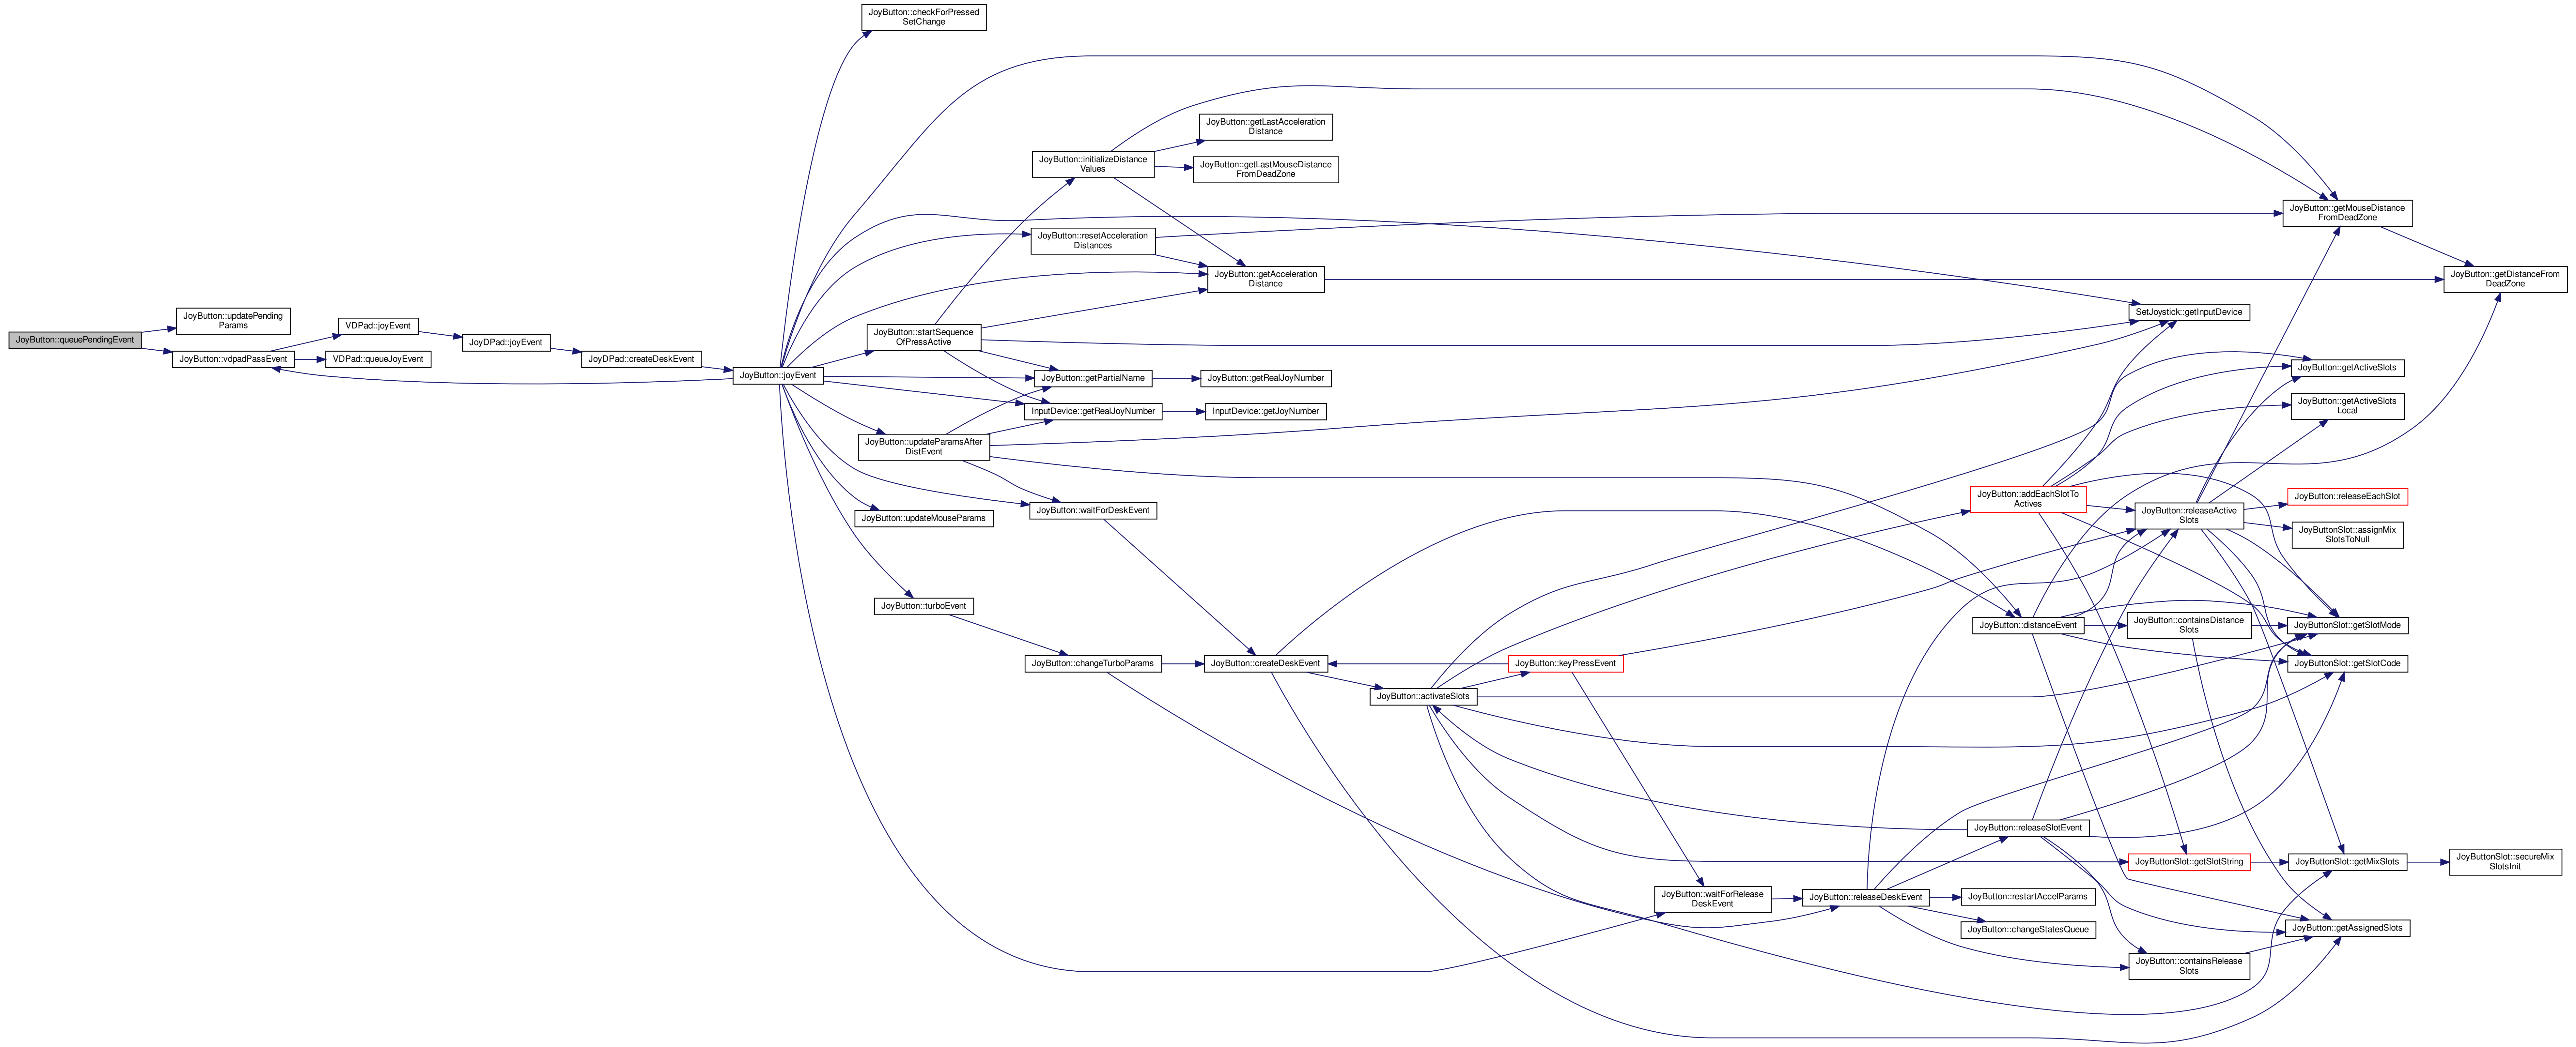 JoyButton::queuePendingEvent
JoyButton::updatePending
Params
JoyButton::vdpadPassEvent
VDPad::joyEvent
VDPad::queueJoyEvent
JoyDPad::joyEvent
JoyDPad::createDeskEvent
JoyButton::joyEvent
JoyButton::checkForPressed
SetChange
JoyButton::startSequence
OfPressActive
JoyButton::updateParamsAfter
DistEvent
JoyButton::updateMouseParams
JoyButton::turboEvent
JoyButton::initializeDistance
Values
JoyButton::resetAcceleration
Distances
JoyButton::getPartialName
InputDevice::getRealJoyNumber
JoyButton::waitForDeskEvent
JoyButton::changeTurboParams
JoyButton::getLastAcceleration
Distance
JoyButton::getLastMouseDistance
FromDeadZone
JoyButton::getAcceleration
Distance
JoyButton::getRealJoyNumber
InputDevice::getJoyNumber
JoyButton::createDeskEvent
JoyButton::activateSlots
JoyButton::keyPressEvent
JoyButton::waitForRelease
DeskEvent
JoyButton::releaseDeskEvent
JoyButton::addEachSlotTo
Actives
JoyButton::distanceEvent
JoyButton::releaseSlotEvent
JoyButton::restartAccelParams
JoyButton::changeStatesQueue
SetJoystick::getInputDevice
JoyButton::releaseActive
Slots
JoyButton::containsDistance
Slots
JoyButtonSlot::getSlotString
JoyButton::containsRelease
Slots
JoyButton::getMouseDistance
FromDeadZone
JoyButton::getActiveSlots
JoyButton::getActiveSlots
Local
JoyButton::releaseEachSlot
JoyButtonSlot::assignMix
SlotsToNull
JoyButtonSlot::getSlotMode
JoyButtonSlot::getSlotCode
JoyButtonSlot::getMixSlots
JoyButton::getAssignedSlots
JoyButton::getDistanceFrom
DeadZone
JoyButtonSlot::secureMix
SlotsInit